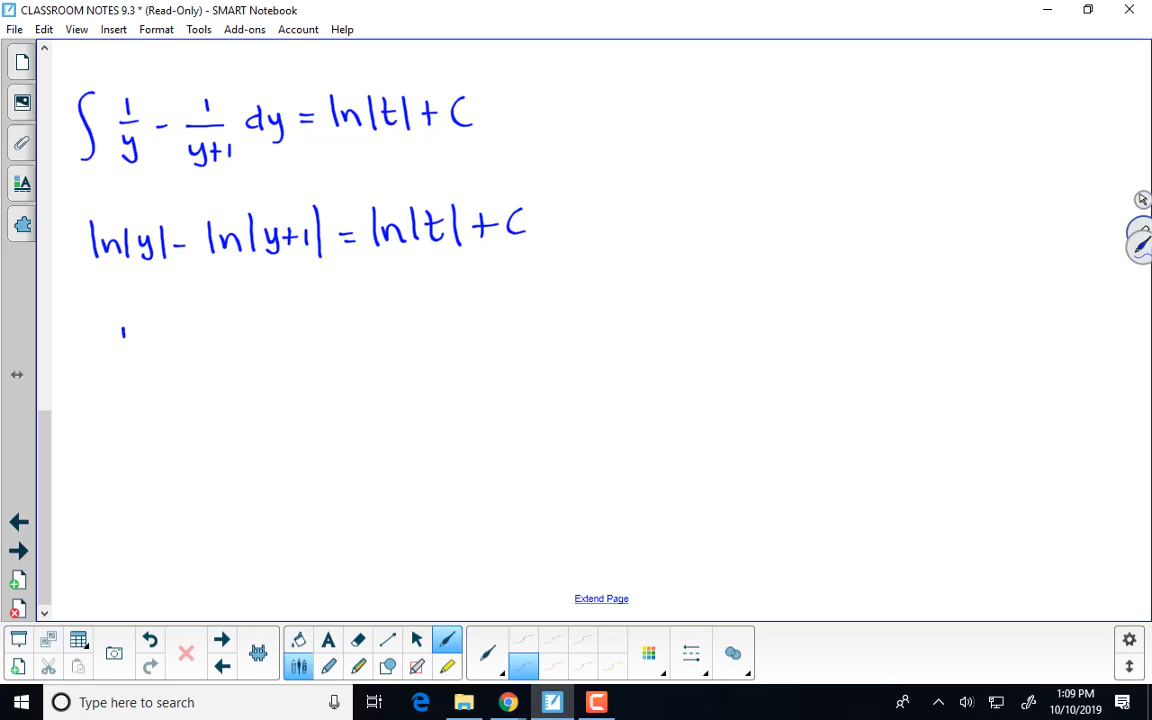 CLASSROOM NOTES 9.3 * (Read-Only) - SMART Notebook
File Edit View Insert Format Tools Add-ons Account Help
∫ 1/y - 1/(y+1) dy = ln|t| + C
ln|y| - ln|y+1| = ln|t| + C
Extend Page
Type here to search
1:09 PM
10/10/2019